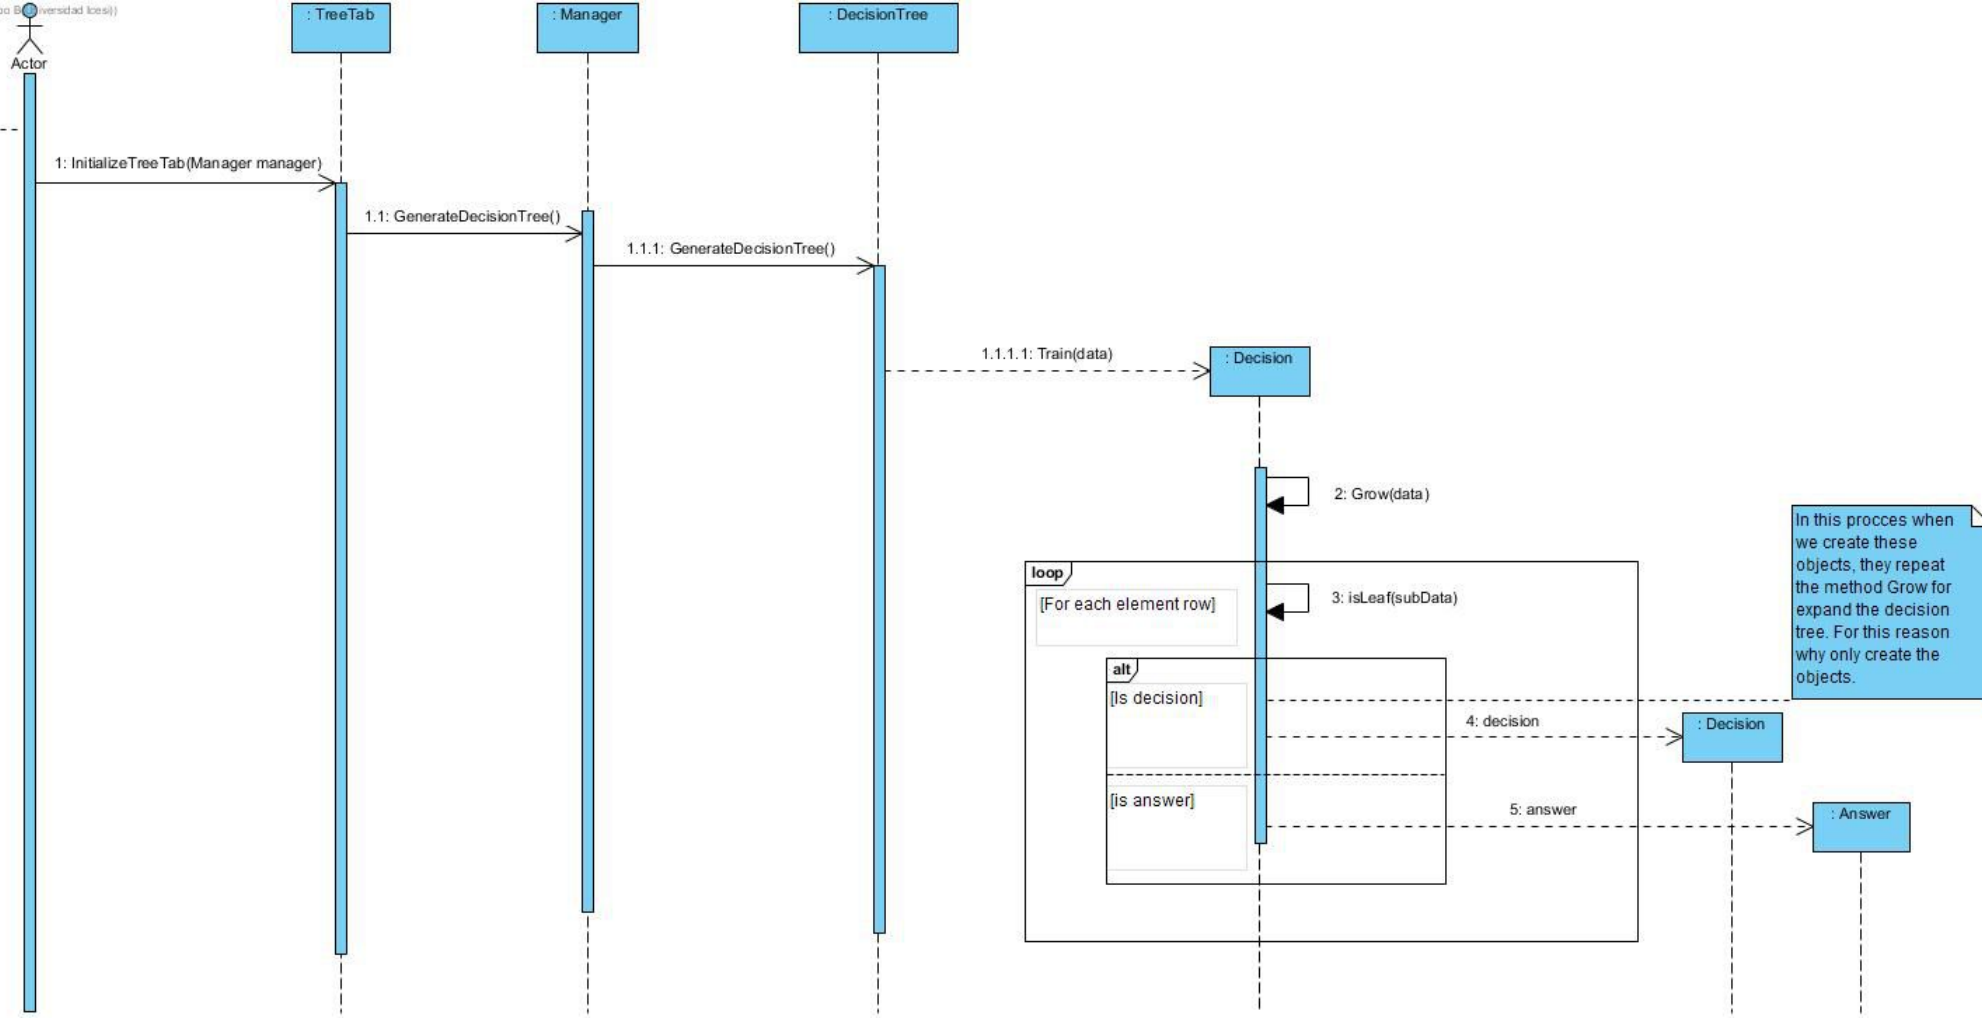 versidad Icesi))
: TreeTab
: Manager
: DecisionTree
Actor
1: InitializeTreeTab(Manager manager)
1.1: GenerateDecisionTree()
1.1.1: GenerateDecisionTree()
1.1.1.1: Train(data)
: Decision
2: Grow(data)
In this procces when
we create these
objects, they repeat
the method Grow for
expand the decision
tree. For this reason
why only create the
objects.
loop
[For each element row]
3: isLeaf(subData)
alt
[Is decision]
4: decision
: Decision
[is answer]
5: answer
: Answer